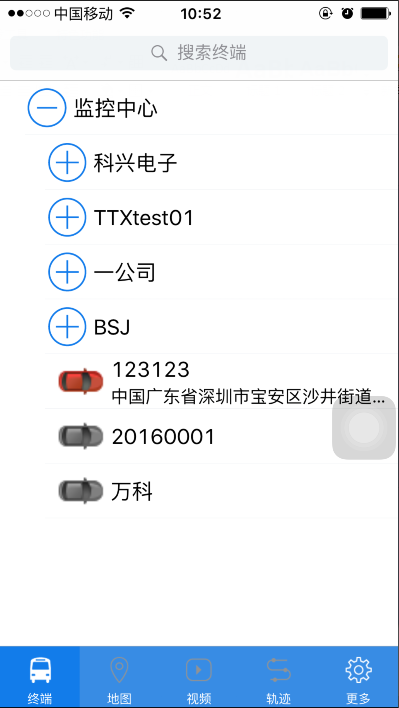 中国移动 10:52
搜索终端
监控中心
科兴电子
TTXtest01
一公司
BSJ
123123
中国广东省深圳市宝安区沙井街道...
20160001
万科
终端 地图 视频 轨迹 更多